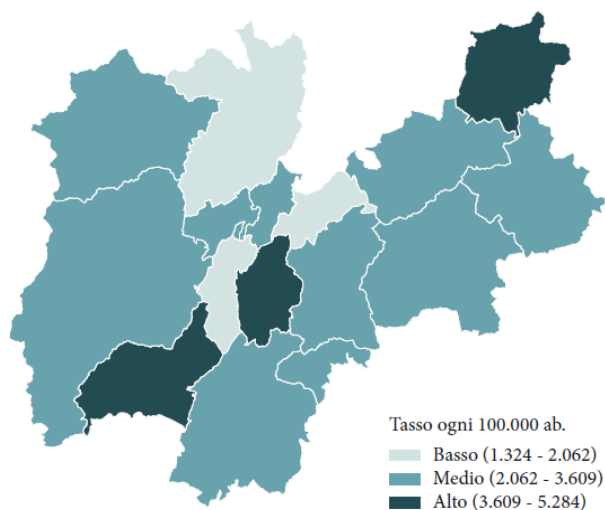 Tasso ogni 100.000 ab.
Basso (1.324 - 2.062)
Medio (2.062 - 3.609)
Alto (3.609 - 5.284)